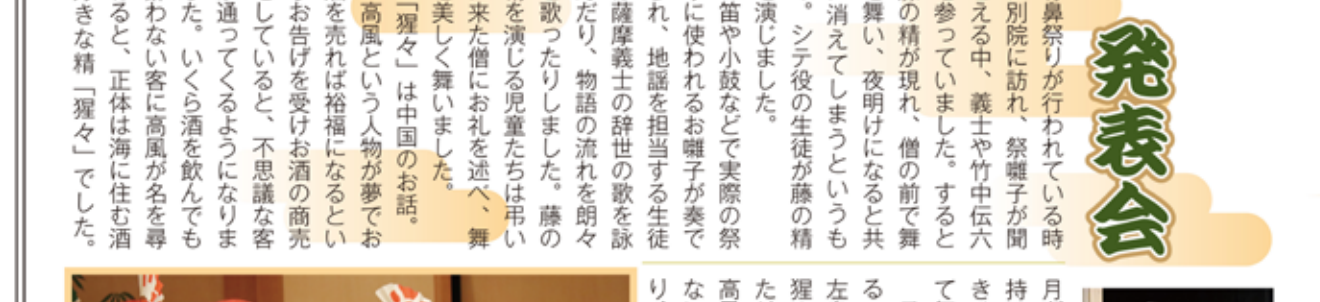 発表会
鼻祭りが行われている時
別院に訪れ、祭囃子が聞
える中、義士や竹中伝六
参っていました。すると
の精が現れ、僧の前で舞
舞い、夜明けになると共
消えてしまうというも
。シテ役の生徒が藤の精
演じました。
笛や小鼓などで実際の祭
に使われるお囃子が奏で
れ、地謡を担当する生徒
薩摩義士の辞世の歌を詠
だり、物語の流れを朗々
歌ったりしました。藤の
を演じる児童たちは弔い
来た僧にお礼を述べ、舞
美しく舞いました。
「猩々」は中国のお話。
高風という人物が夢でお
を売れば裕福になるとい
お告げを受けお酒の商売
していると、不思議な客
通ってくるようになりま
た。いくら酒を飲んでも
わない客に高風が名を尋
ると、正体は海に住む酒
きな精「猩々」でした。
月
持
き
て
る
左
猩
た
高
な
り